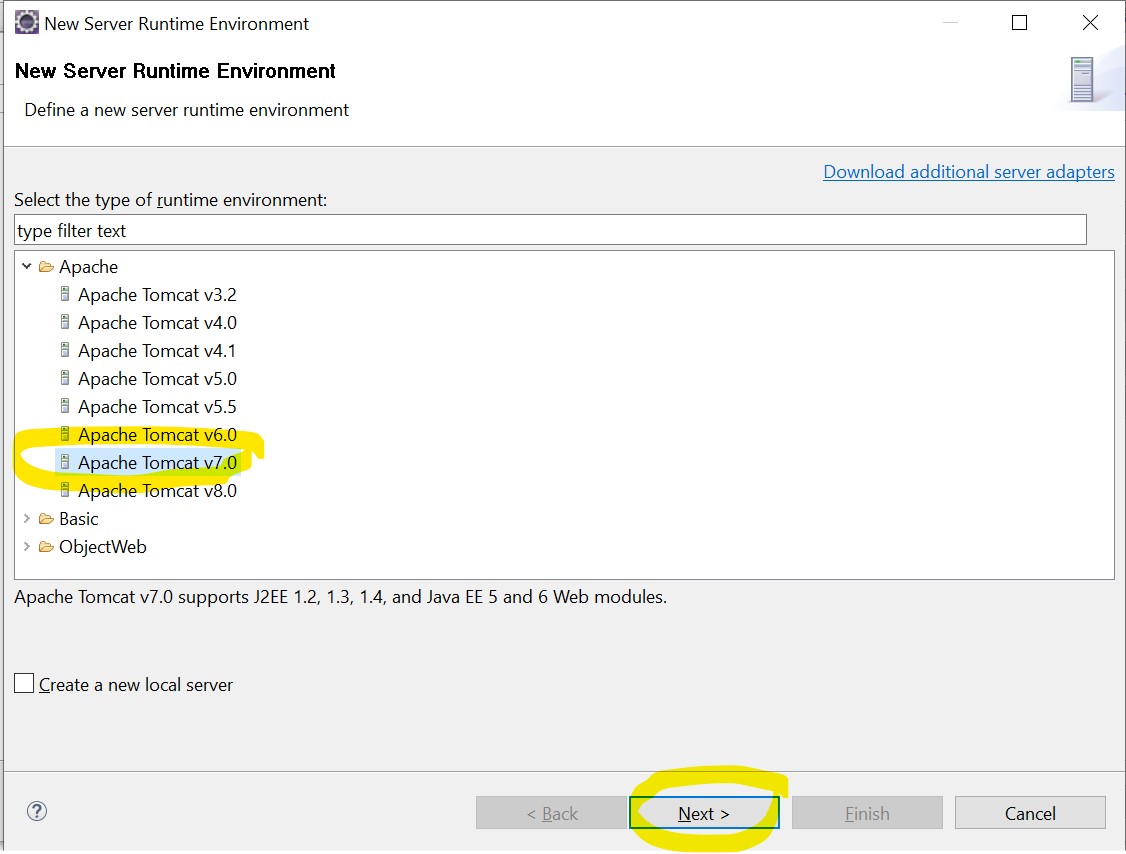 New Server Runtime Environment
New Server Runtime Environment
Define a new server runtime environment
Download additional server adapters
Select the type of runtime environment:
type filter text
Apache
Apache Tomcat v3.2
Apache Tomcat v4.0
Apache Tomcat v4.1
Apache Tomcat v5.0
Apache Tomcat v5.5
Apache Tomcat v6.0
Apache Tomcat v7.0
Apache Tomcat v8.0
Basic
ObjectWeb
Apache Tomcat v7.0 supports J2EE 1.2, 1.3, 1.4, and Java EE 5 and 6 Web modules.
Create a new local server
? < Back Next > Finish Cancel